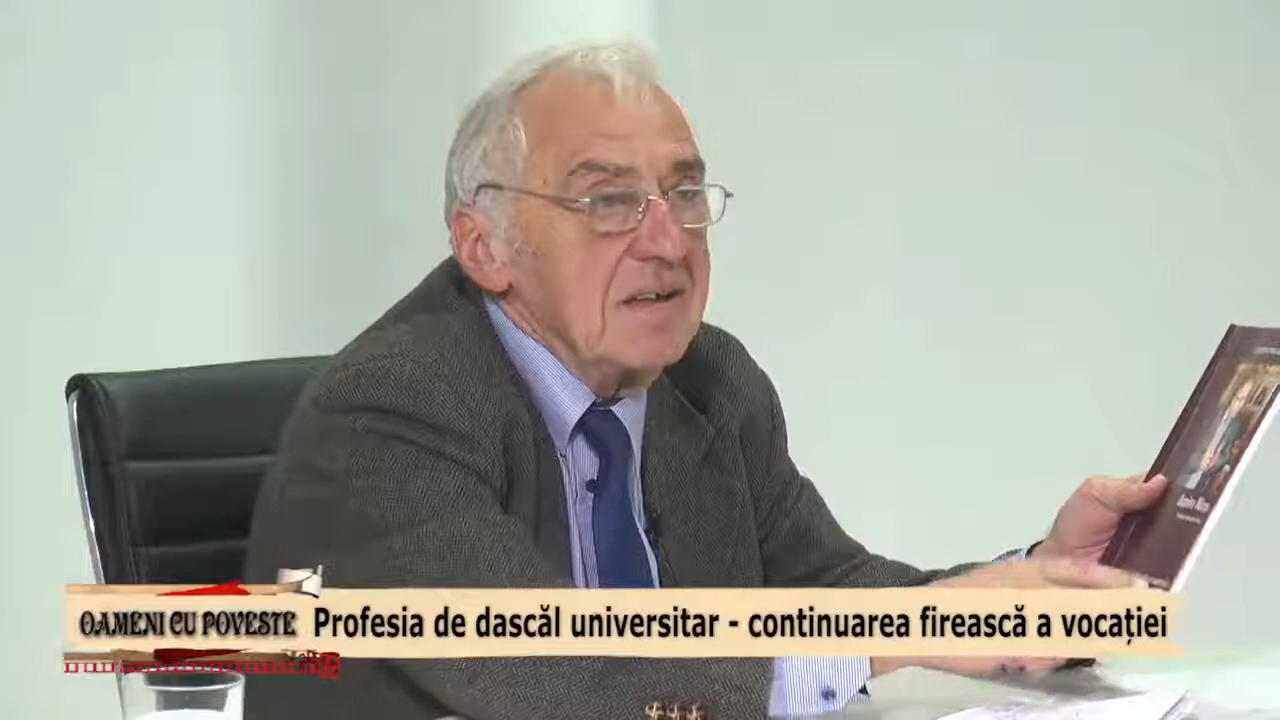 OAMENI CU POVESTE
Profesia de dascăl universitar - continuarea firească a vocației